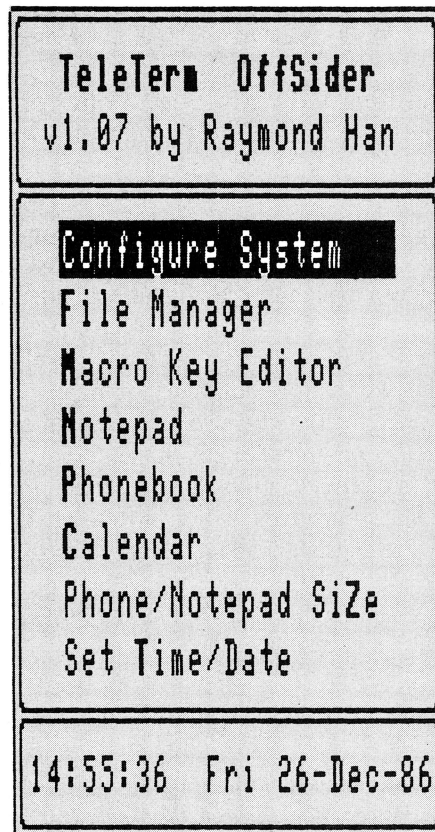 TeleTerm OffSider
v1.07 by Raymond Han
Configure System
File Manager
Macro Key Editor
Notepad
Phonebook
Calendar
Phone/Notepad SiZe
Set Time/Date
14:55:36 Fri 26-Dec-86